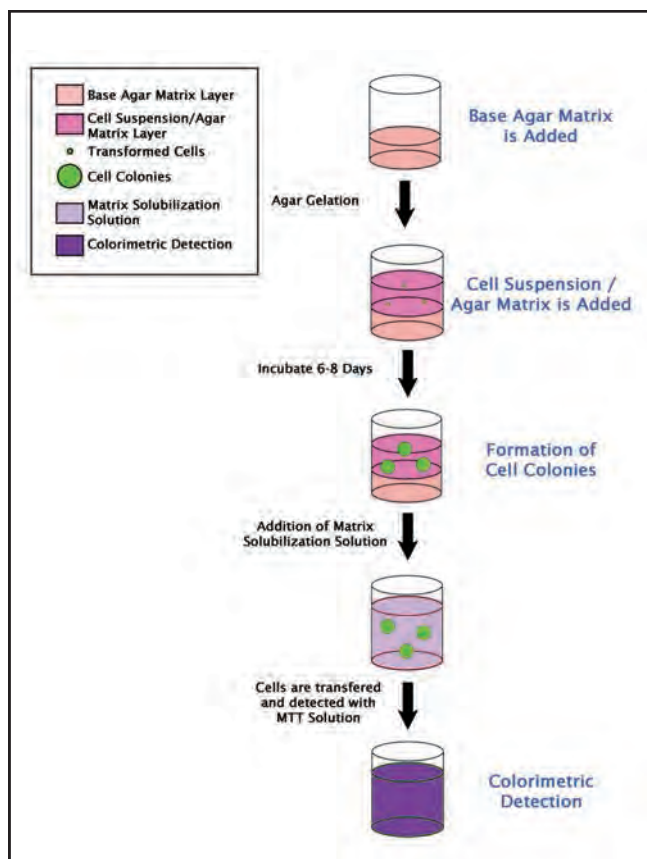 Base Agar Matrix Layer
Cell Suspension/Agar
Matrix Layer
Transformed Cells
Cell Colonies
Matrix Solubilization
Solution
Colorimetric Detection
Base Agar Matrix
is Added
Agar Gelation
Cell Suspension /
Agar Matrix is Added
Incubate 6-8 Days
Formation of
Cell Colonies
Addition of Matrix
Solubilization Solution
Cells are transfered
and detected with
MTT Solution
Colorimetric
Detection